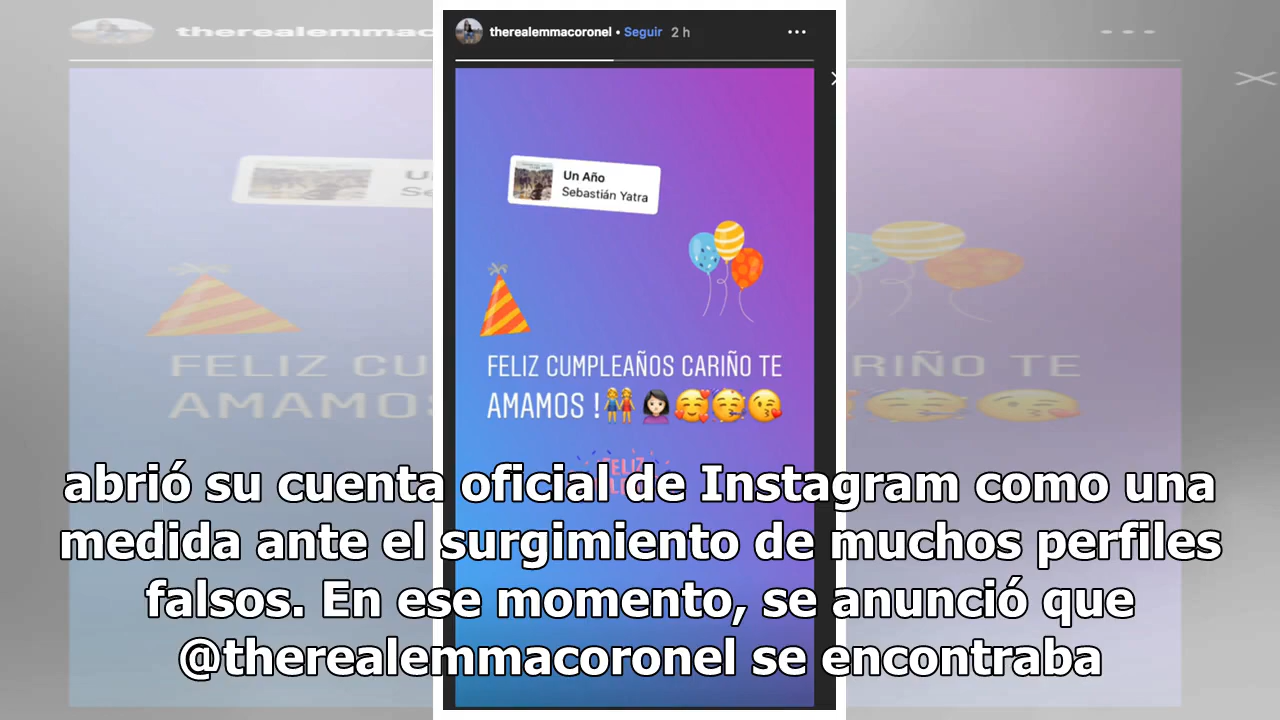 therealemmacoronel • Seguir 2 h
Un Año
Sebastián Yatra
FELIZ CUMPLEAÑOS CARIÑO TE
AMAMOS !
FELIZ
abrió su cuenta oficial de Instagram como una
medida ante el surgimiento de muchos perfiles
falsos. En ese momento, se anunció que
@therealemmacoronel se encontraba